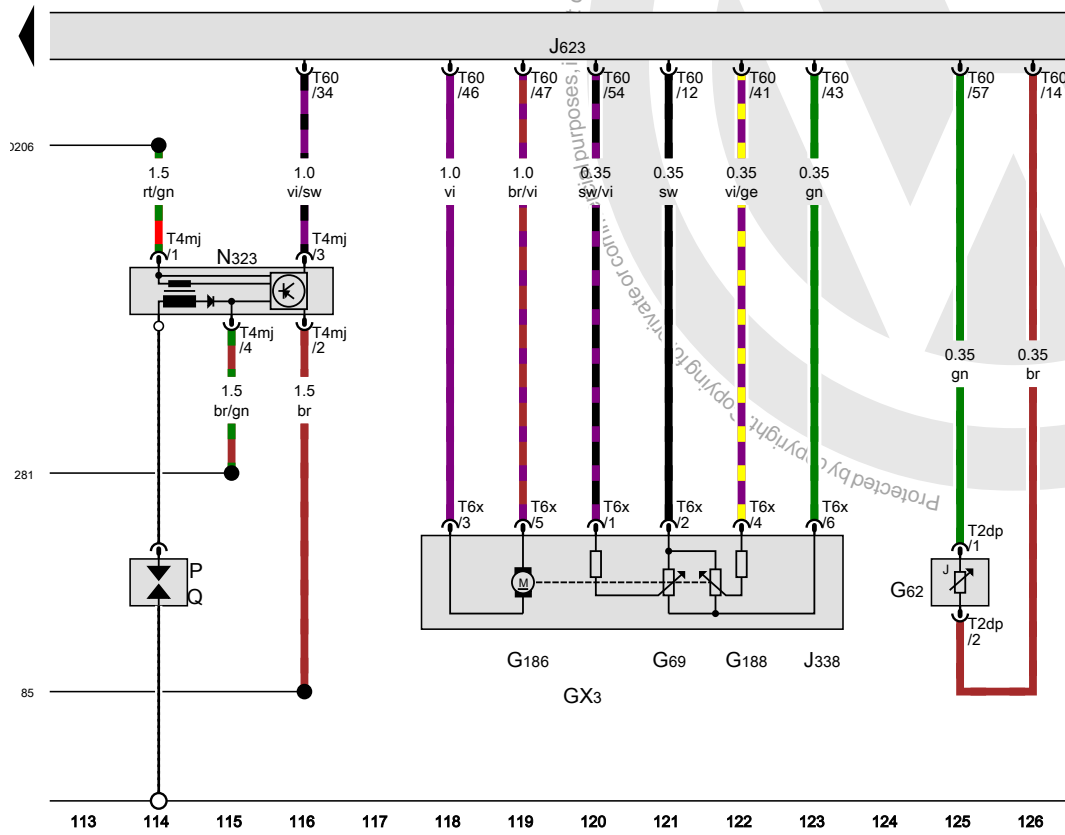 J623
T60
/34
T60
/46
T60
/47
T60
/54
T60
/12
T60
/41
T60
/43
T60
/57
T60
/14
206
1.5
rt/gn
1.0
vi/sw
1.0
vi
1.0
br/vi
0.35
sw/vi
0.35
sw
0.35
vi/ge
0.35
gn
T4mj
/1
T4mj
/3
N323
T4mj
/4
T4mj
/2
1.5
br/gn
1.5
br
0.35
gn
0.35
br
281
T6x
/3
T6x
/5
T6x
/1
T6x
/2
T6x
/4
T6x
/6
T2dp
/1
P
Q
M
J
G62
T2dp
/2
G186
G69
G188
J338
GX3
85
113 114 115 116 117 118 119 120 121 122 123 124 125 126
Protected by copyright. Copying for private or purposes, i